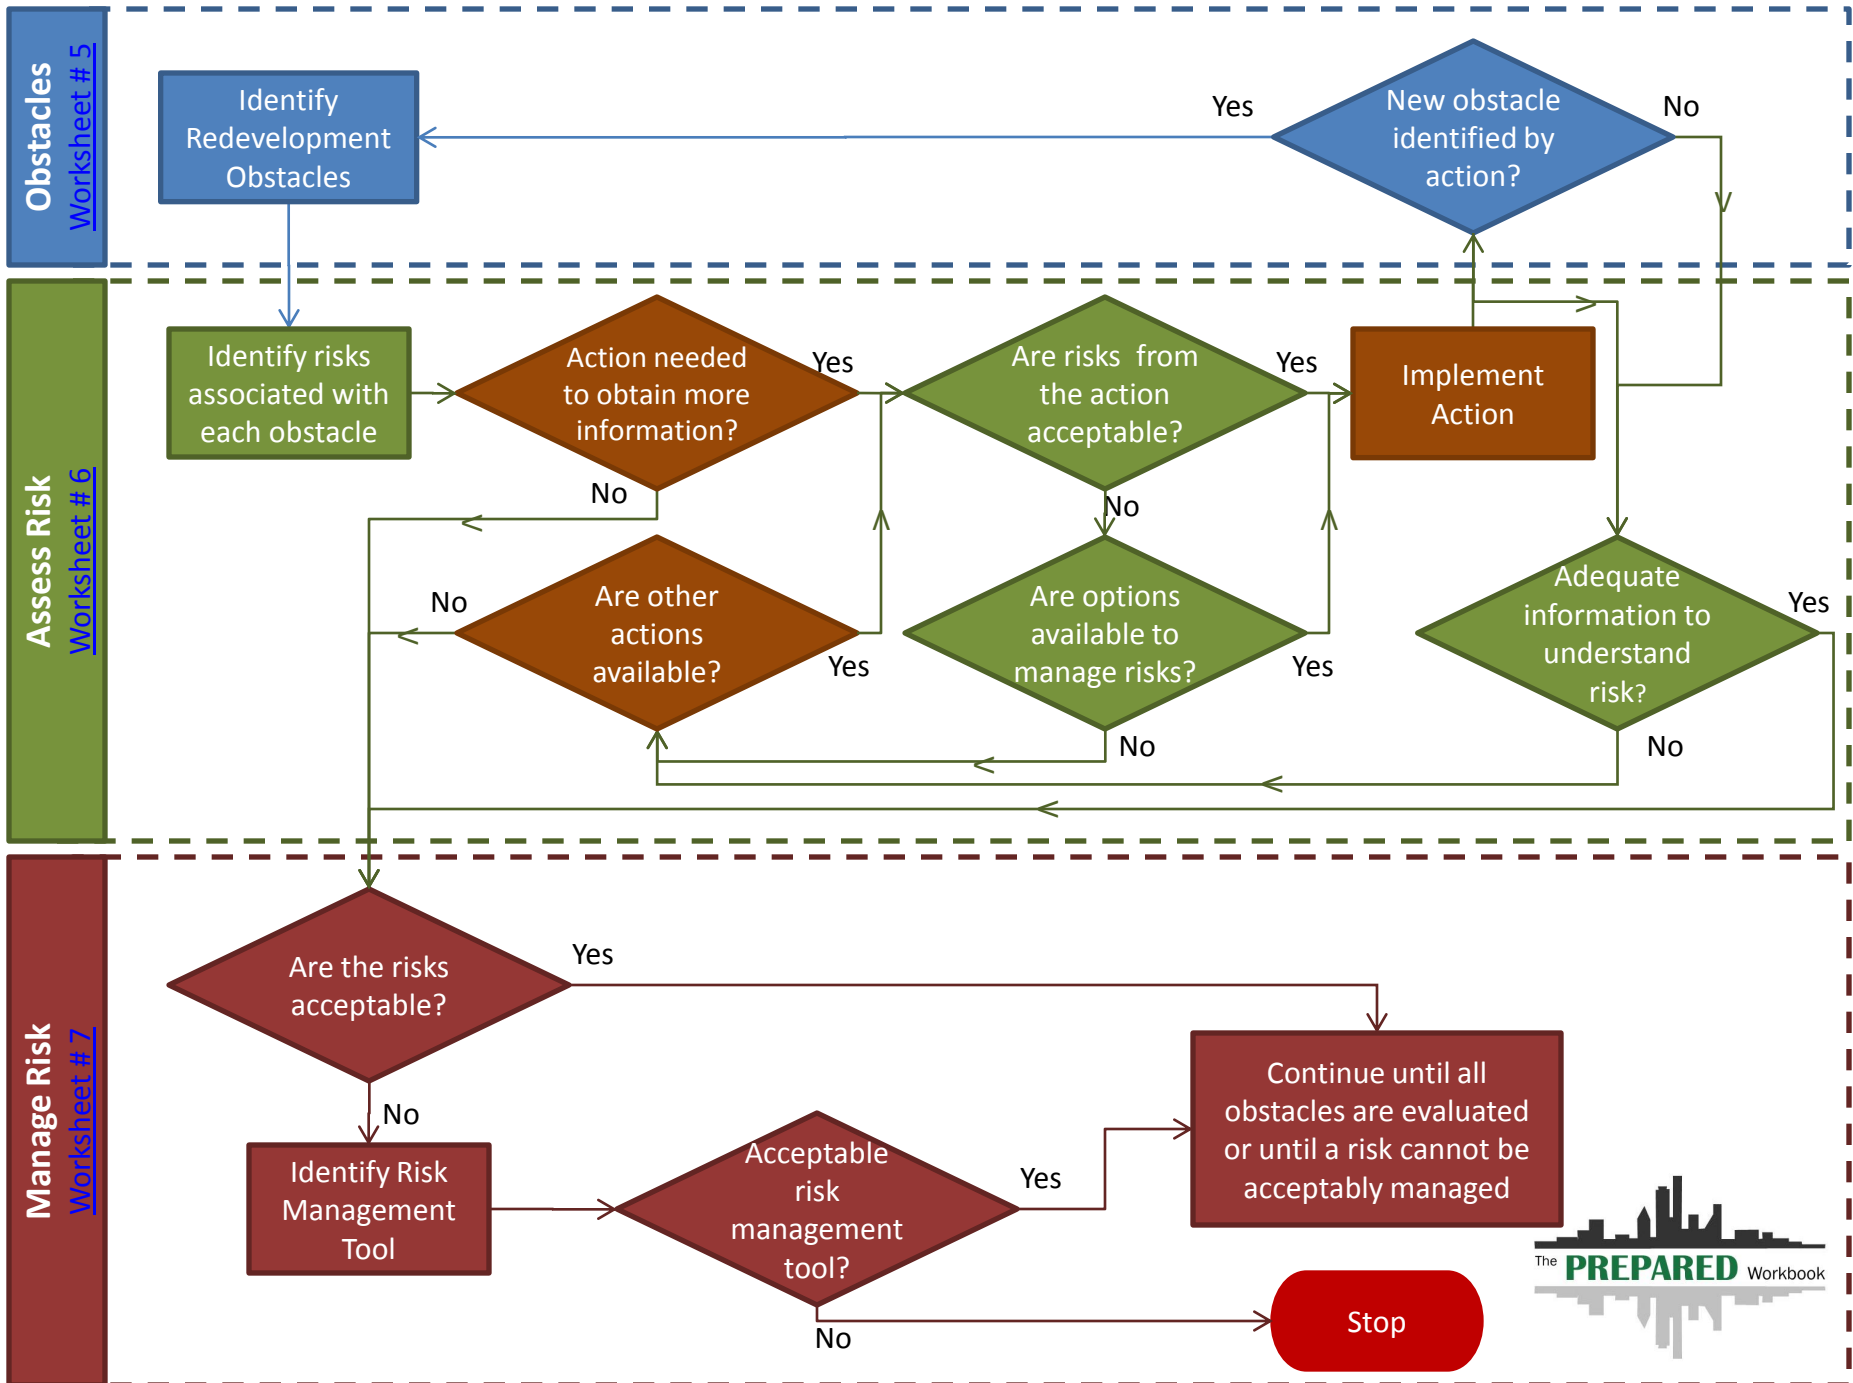 Obstacles
Worksheet # 5
Identify
Redevelopment
Obstacles
Yes
New obstacle
identified by
action?
No
Assess Risk
Worksheet # 6
Identify risks
associated with
each obstacle
Action needed
to obtain more
information?
Yes
No
Are risks  from
the action
acceptable?
Yes
No
Implement
Action
Are other
actions
available?
No
Yes
Are options
available to
manage risks?
Yes
No
Adequate
information to
understand
risk?
Yes
No
Manage Risk
Worksheet # 7
Are the risks
acceptable?
Yes
No
Identify Risk
Management
Tool
Acceptable
risk
management
tool?
Yes
No
Continue until all
obstacles are evaluated
or until a risk cannot be
acceptably managed
Stop
The PREPARED Workbook